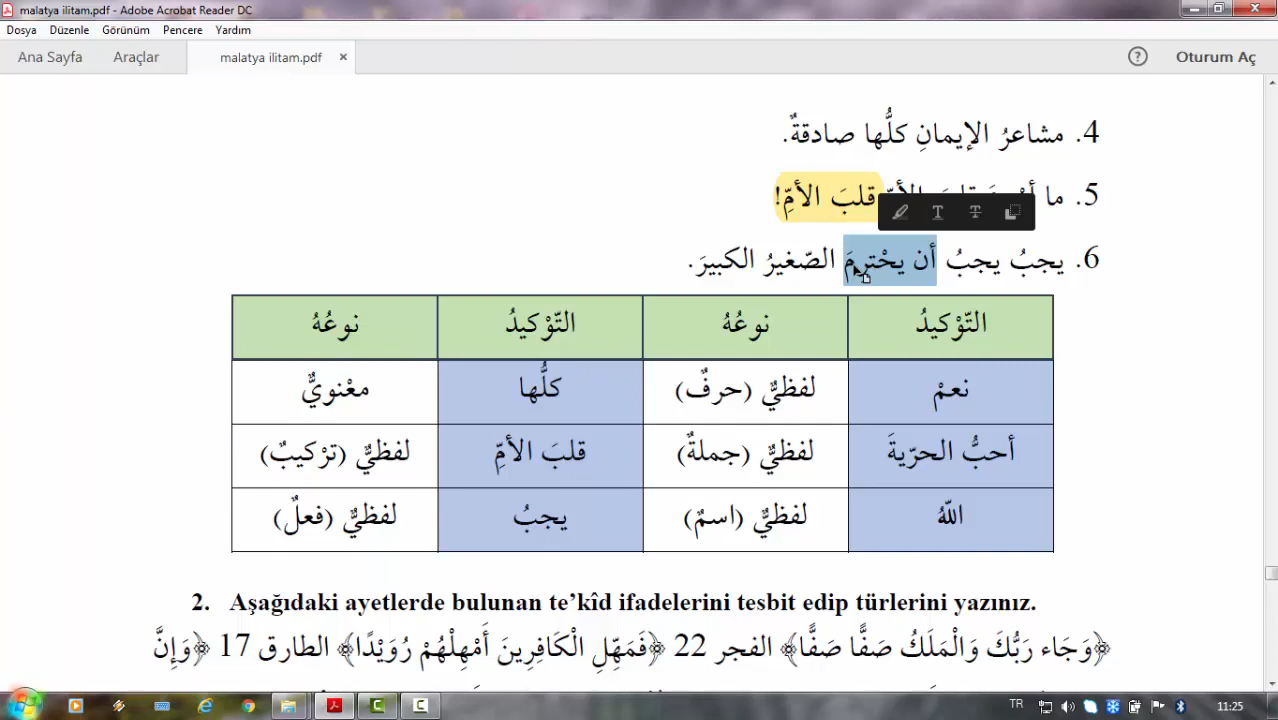 malatya ilitam.pdf - Adobe Acrobat Reader DC
Dosya Düzenle Görünüm Pencere Yardım
Ana Sayfa Araçlar malatya ilitam.pdf × ? Oturum Aç
4. مشاعرُ الإيمانِ كلُّها صادقةٌ.
5. ما قلبَ الأمِّ!
6. يجبُ يجبُ أن يحْترِمَ الصّغيرُ الكبيرَ.
التّوْكيدُ نوعُهُ التّوْكيدُ نوعُهُ
نعمْ لفظيٌّ (حرفٌ) كلُّها معْنويٌّ
أحبُّ الحرّيةَ لفظيٌّ (جملةٌ) قلبَ الأمِّ لفظيٌّ (ترْكيبٌ)
اللّهُ لفظيٌّ (اسمٌ) يجبُ لفظيٌّ (فعلٌ)
2. Aşağıdaki ayetlerde bulunan te’kîd ifadelerini tesbit edip türlerini yazınız.
﴿وَجَاء رَبُّكَ وَالْمَلَكُ صَفًّا صَفًّا﴾ الفجر 22 ﴿فَمَهِّلِ الْكَافِرِينَ أَمْهِلْهُمْ رُوَيْدًا﴾ الطارق 17 ﴿وَإِنَّ
TR 11:25